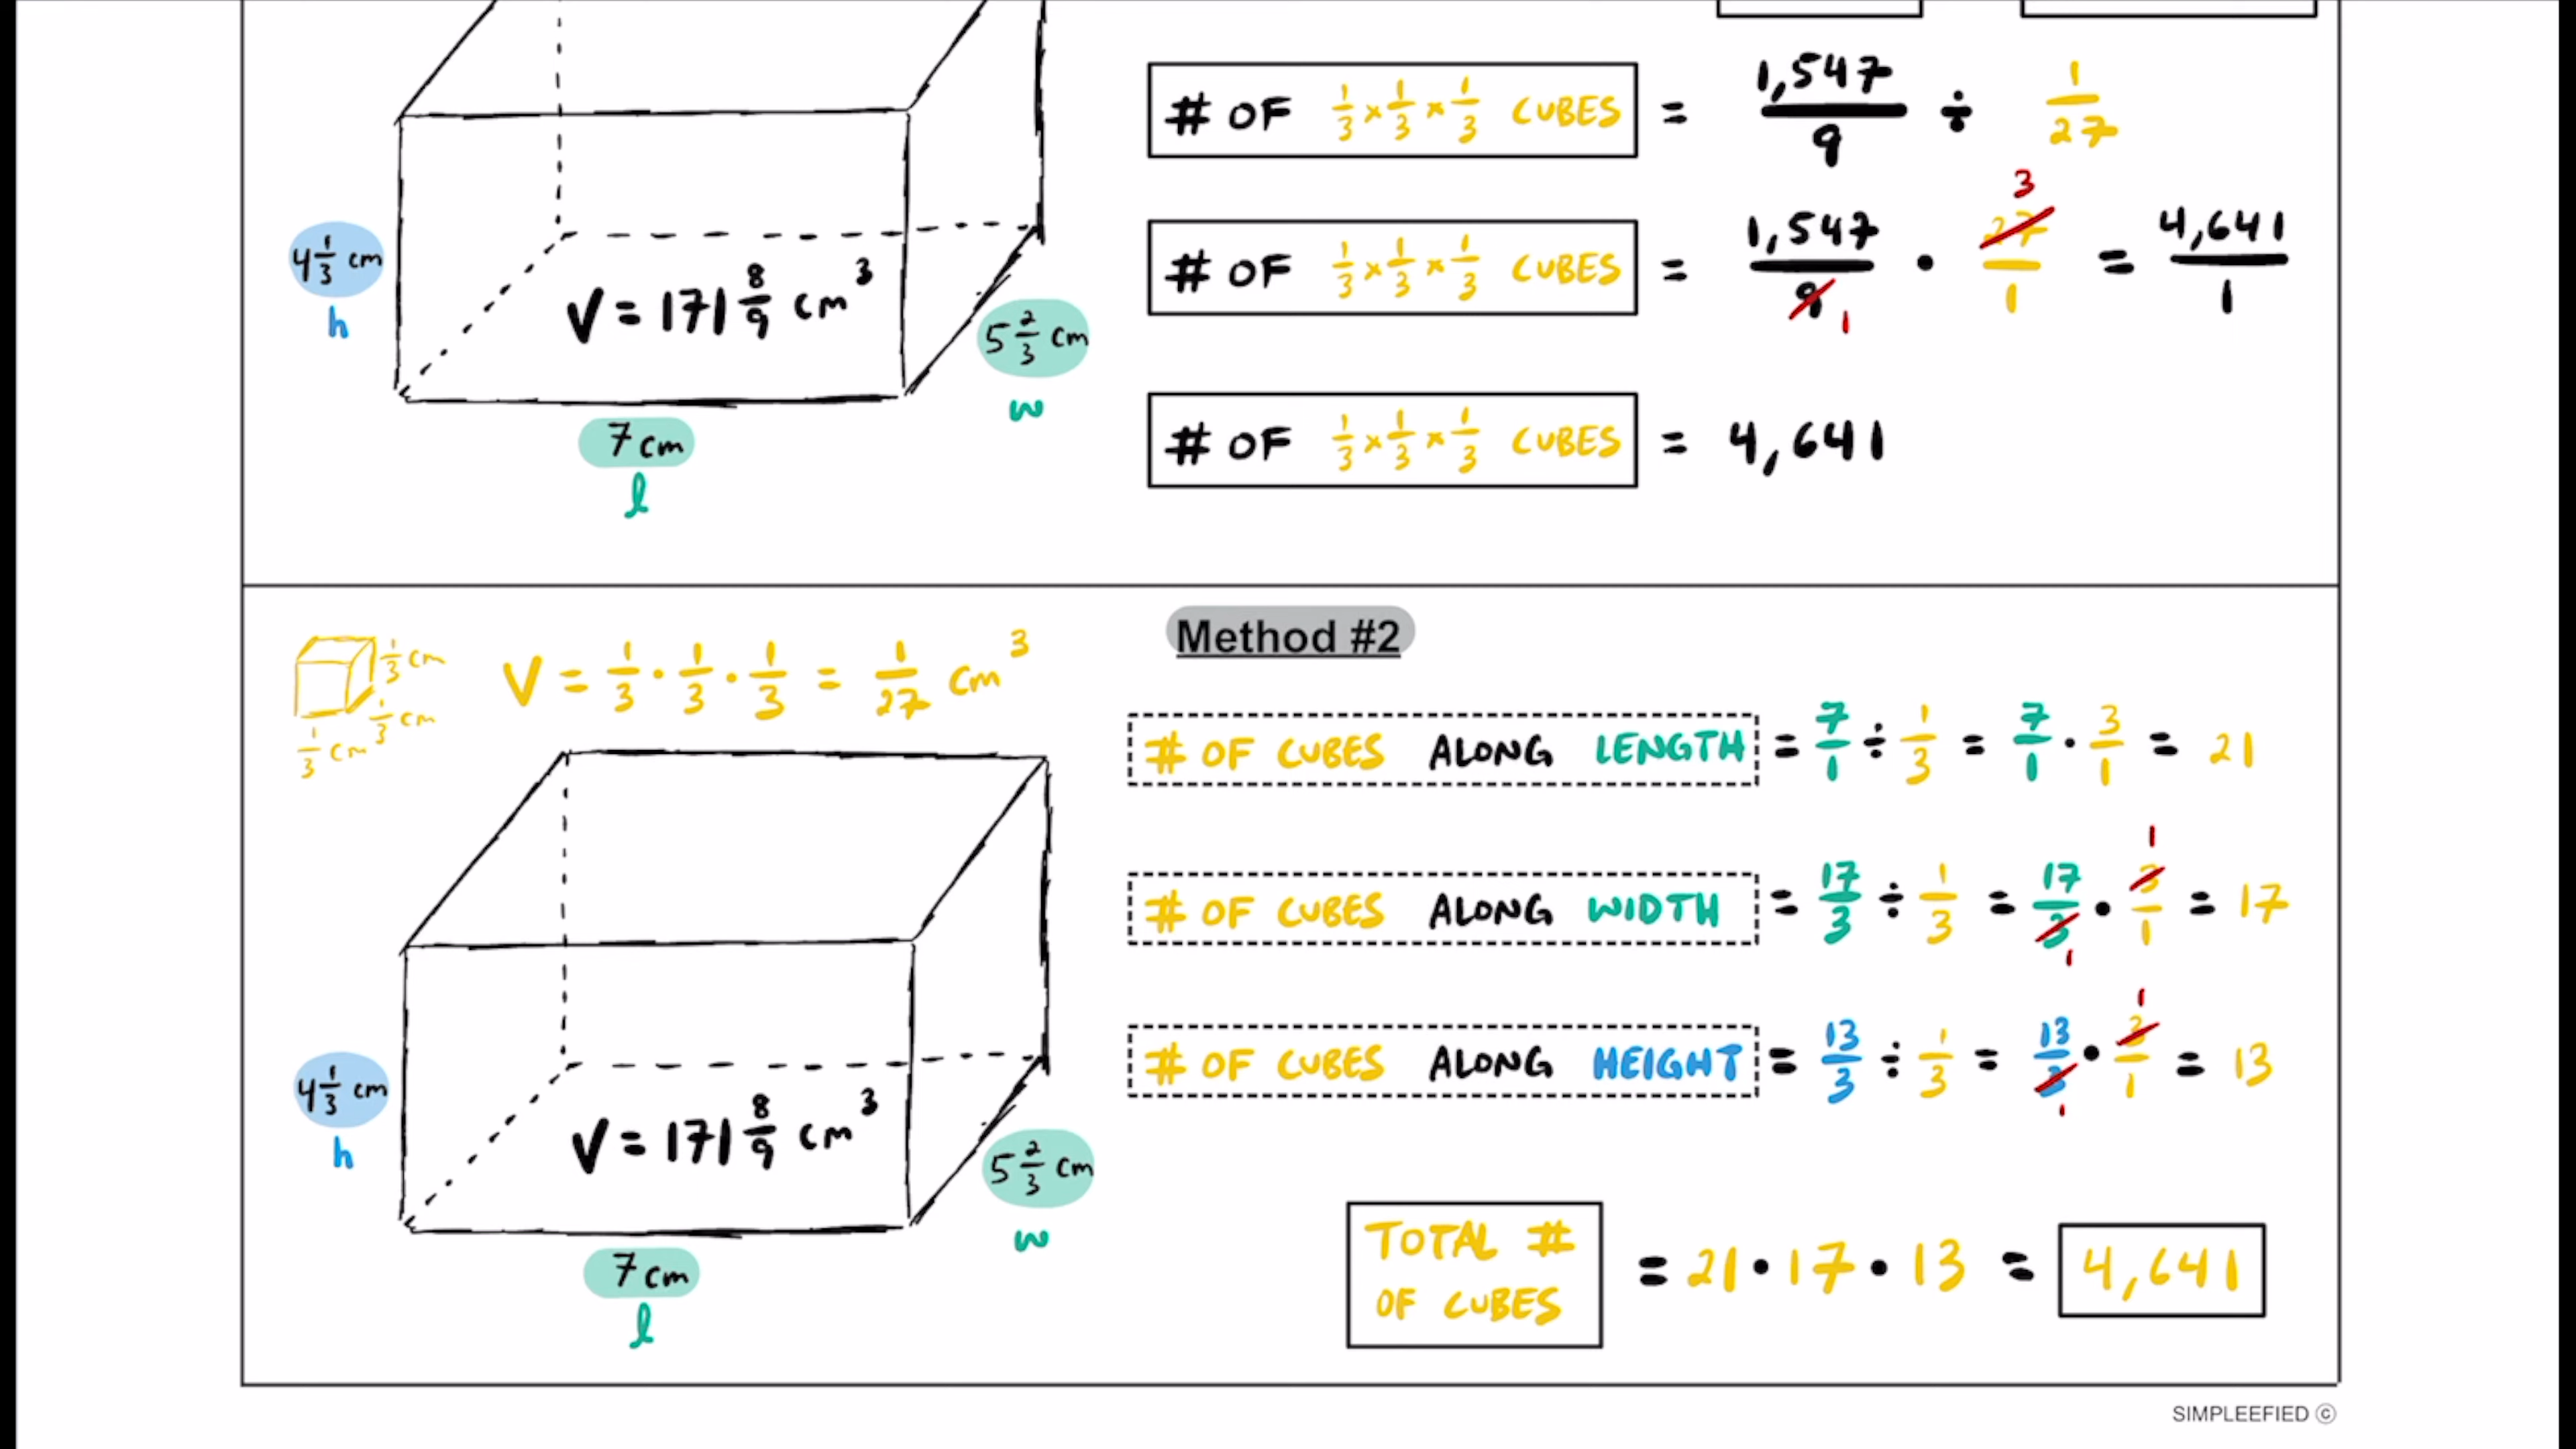 # OF 1/3 × 1/3 × 1/3 CUBES = 1,547/9 ÷ 1/27
# OF 1/3 × 1/3 × 1/3 CUBES = 1,547/9 1 • 3 27/1 = 4,641/1
4 1/3 cm
h
V = 171 8/9 cm³
5 2/3 cm
w
7 cm
l
# OF 1/3 × 1/3 × 1/3 CUBES = 4,641
Method #2
1/3 cm
1/3 cm
1/3 cm
V = 1/3 · 1/3 · 1/3 = 1/27 cm³
# OF CUBES ALONG LENGTH = 7/1 ÷ 1/3 = 7/1 · 3/1 = 21
# OF CUBES ALONG WIDTH = 17/3 ÷ 1/3 = 17/3 1 • 1 3/1 = 17
# OF CUBES ALONG HEIGHT = 13/3 ÷ 1/3 = 13/3 1 • 1 3/1 = 13
4 1/3 cm
h
V = 171 8/9 cm³
5 2/3 cm
w
7 cm
l
TOTAL #
OF CUBES
= 21 • 17 • 13 = 4,641
SIMPLEEFIED ©